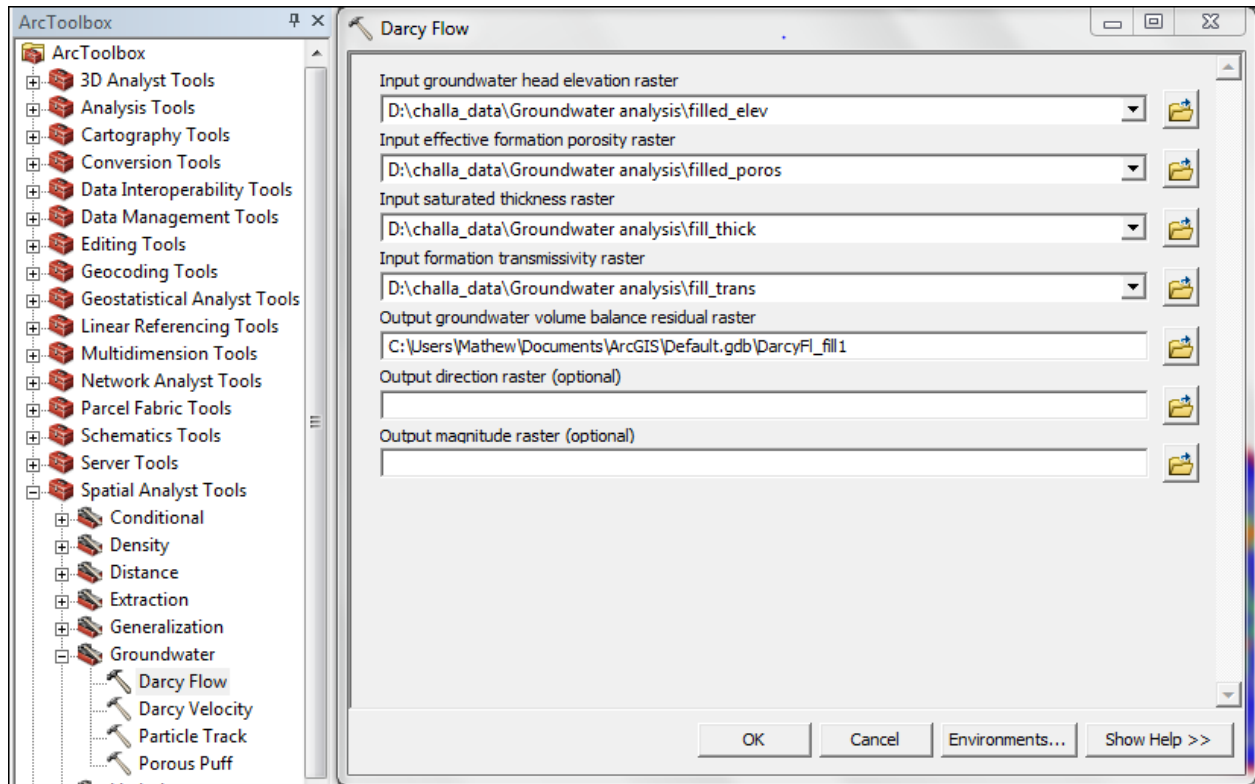 ArcToolbox
ArcToolbox
3D Analyst Tools
Analysis Tools
Cartography Tools
Conversion Tools
Data Interoperability Tools
Data Management Tools
Editing Tools
Geocoding Tools
Geostatistical Analyst Tools
Linear Referencing Tools
Multidimension Tools
Network Analyst Tools
Parcel Fabric Tools
Schematics Tools
Server Tools
Spatial Analyst Tools
Conditional
Density
Distance
Extraction
Generalization
Groundwater
Darcy Flow
Darcy Velocity
Particle Track
Porous Puff
Darcy Flow
Input groundwater head elevation raster
D:\challa_data\Groundwater analysis\filled_elev
Input effective formation porosity raster
D:\challa_data\Groundwater analysis\filled_poros
Input saturated thickness raster
D:\challa_data\Groundwater analysis\fill_thick
Input formation transmissivity raster
D:\challa_data\Groundwater analysis\fill_trans
Output groundwater volume balance residual raster
C:\Users\Mathew\Documents\ArcGIS\Default.gdb\DarcyFl_fill1
Output direction raster (optional)
Output magnitude raster (optional)
OK Cancel Environments... Show Help >>